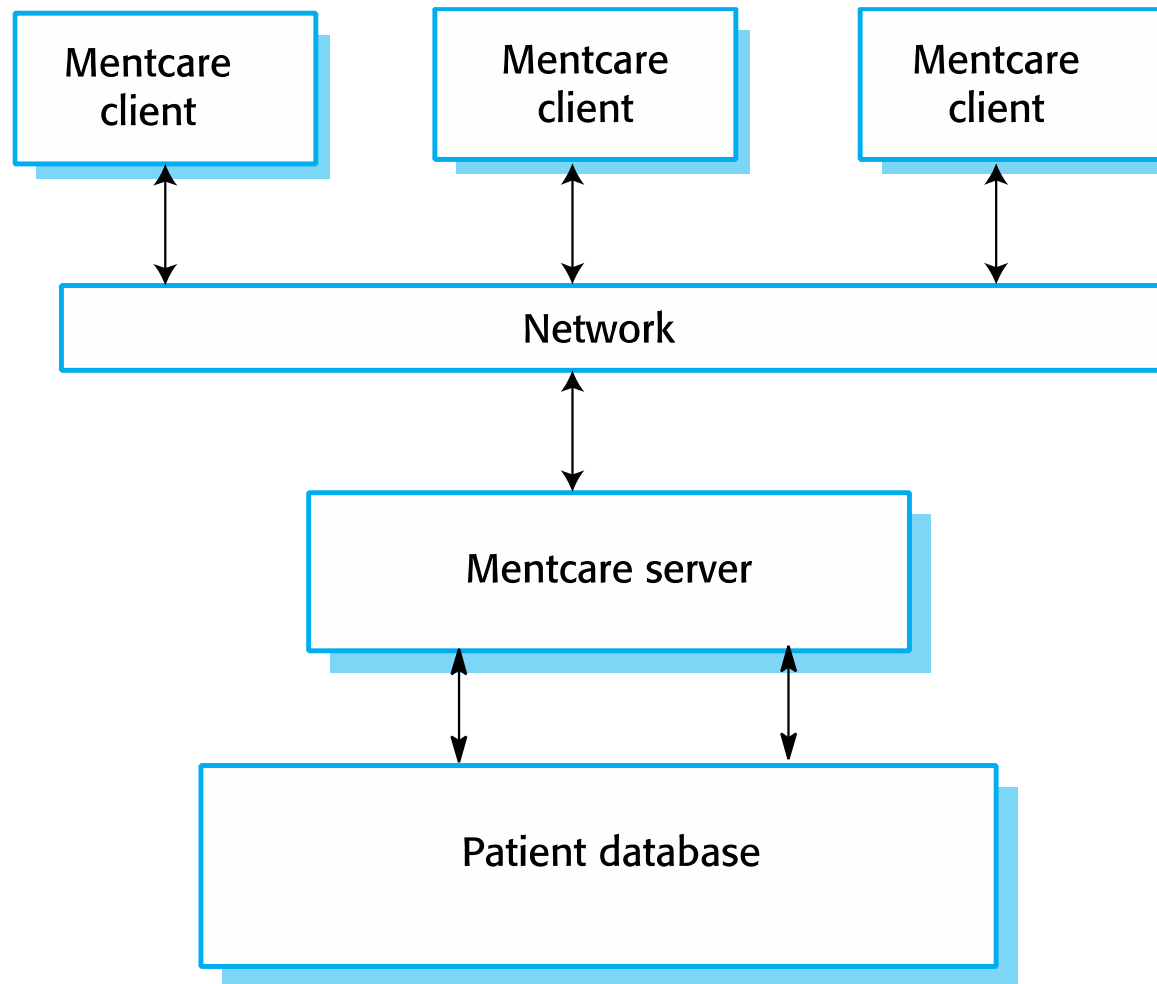 Mentcare
client
Mentcare
client
Mentcare
client
Network
Mentcare server
Patient database